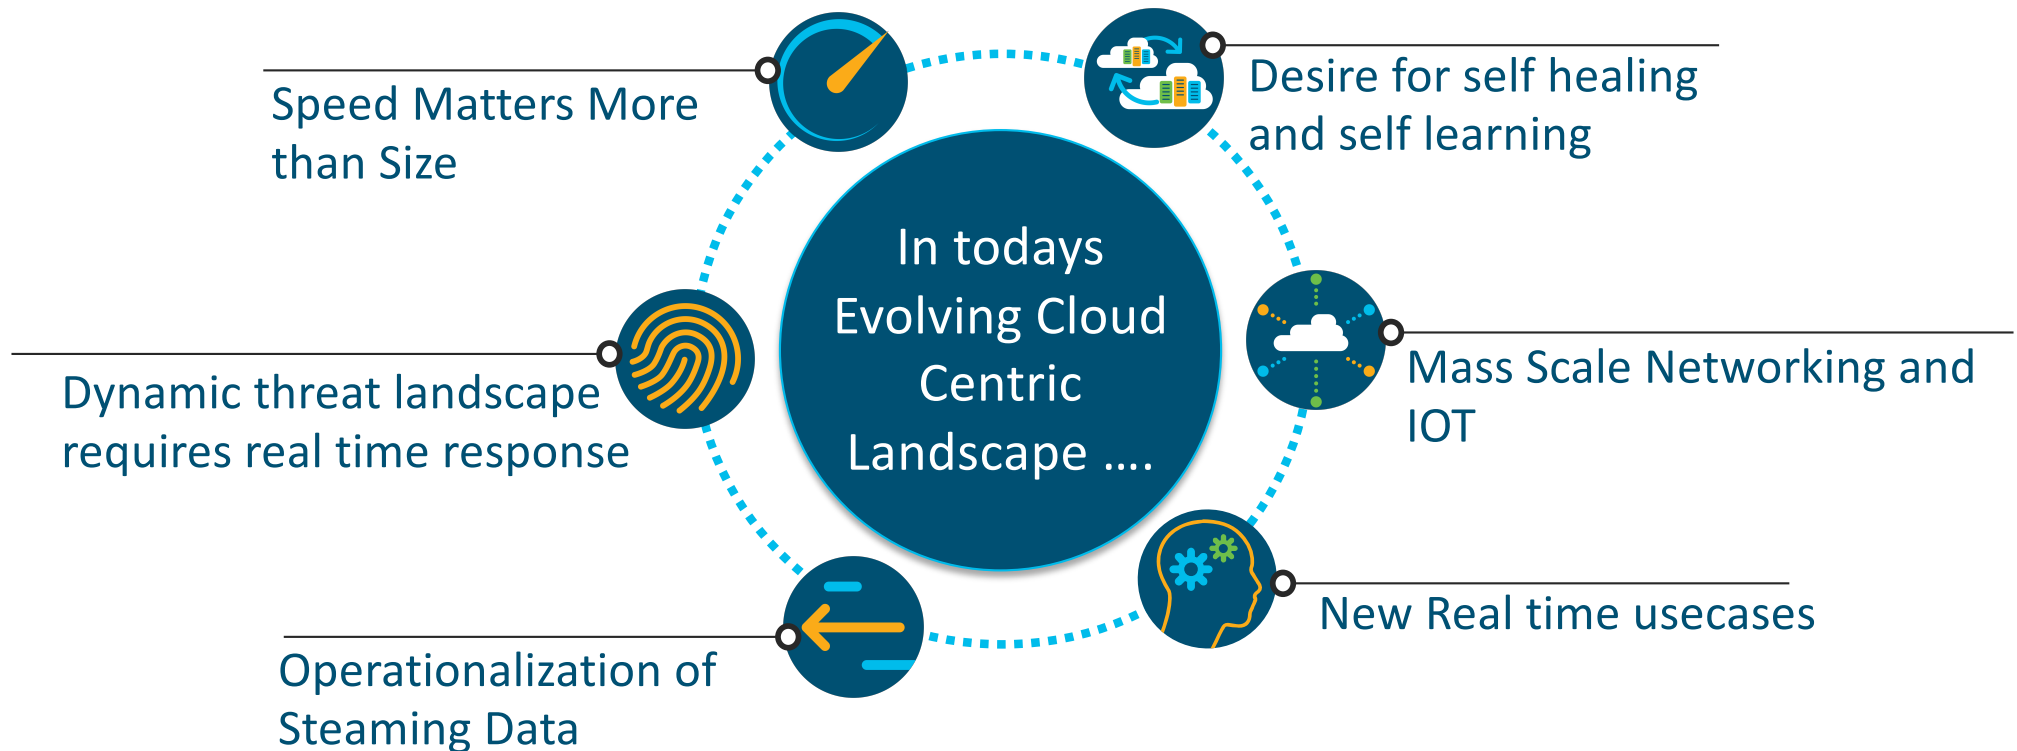 Speed Matters More
than Size
Desire for self healing
and self learning
In todays
Evolving Cloud
Centric
Landscape ....
Dynamic threat landscape
requires real time response
Mass Scale Networking and
IOT
New Real time usecases
Operationalization of
Steaming Data